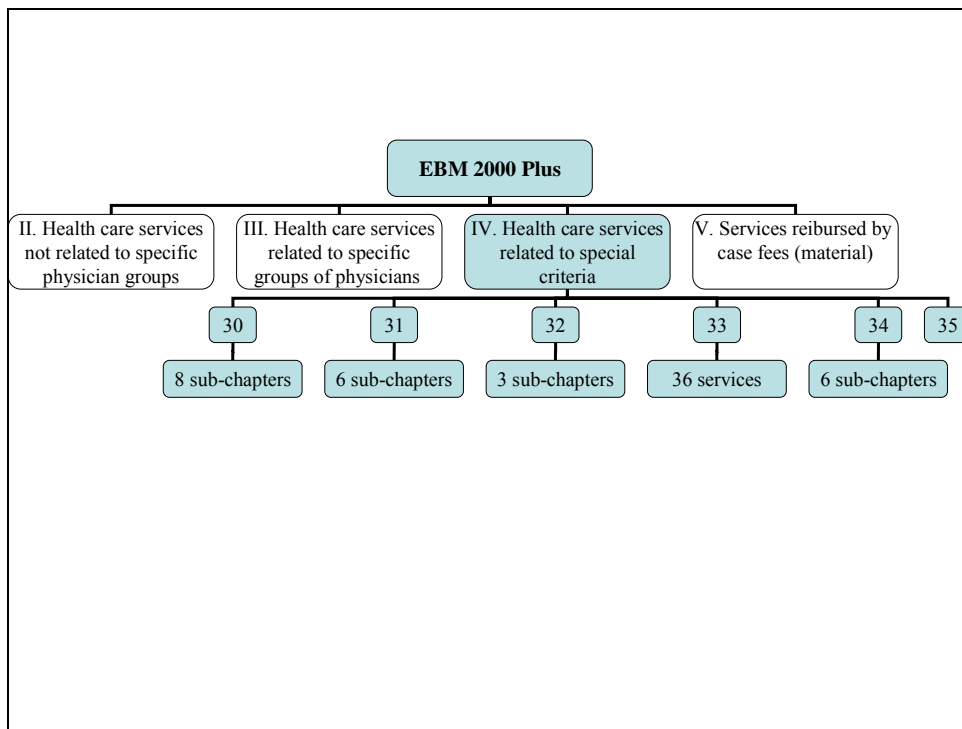 EBM 2000 Plus
II. Health care services
not related to specific
physician groups
III. Health care services
related to specific
groups of physicians
IV. Health care services
related to special
criteria
V. Services reibursed by
case fees (material)
30
31
32
33
34
35
8 sub-chapters
6 sub-chapters
3 sub-chapters
36 services
6 sub-chapters